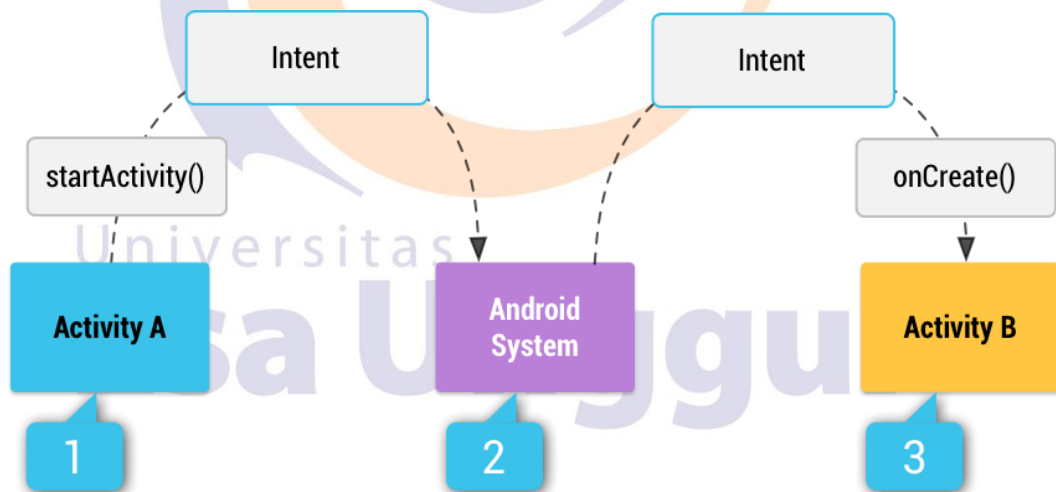 Intent
Intent
startActivity()
onCreate()
Universitas
Activity A
Android
System
Activity B
1
2
3